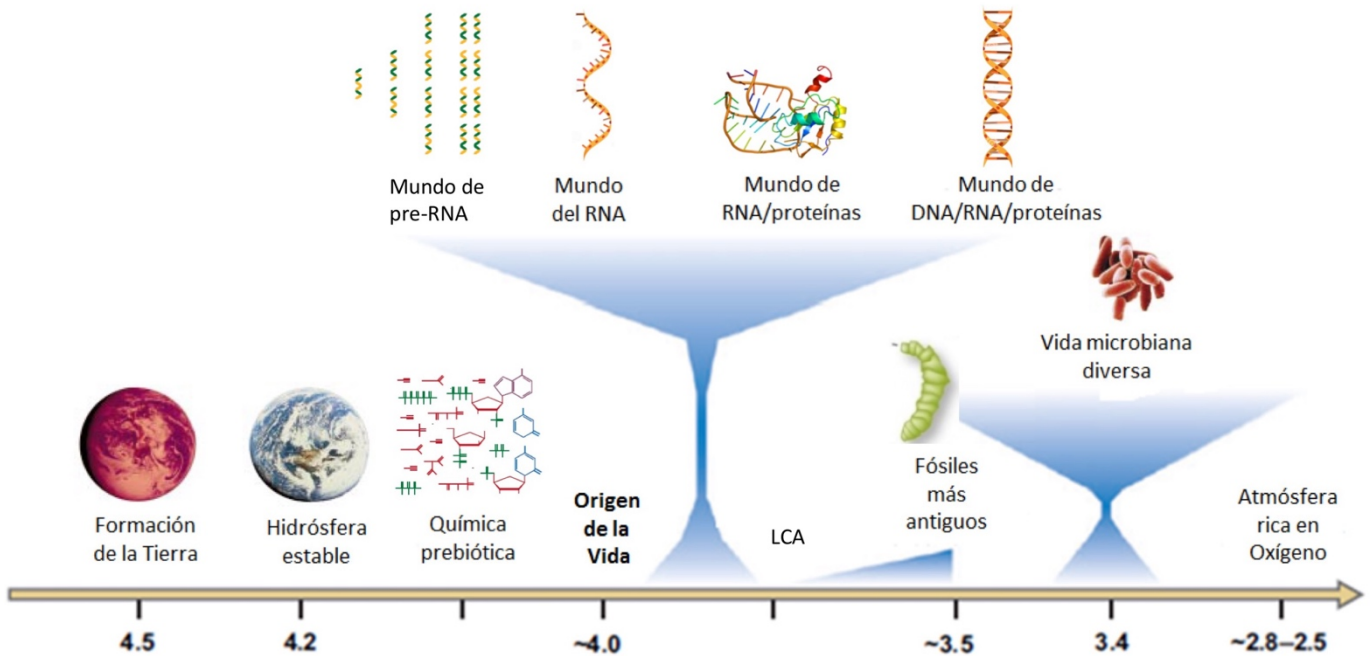 Mundo de
pre-RNA
Mundo
del RNA
Mundo de
RNA/proteínas
Mundo de
DNA/RNA/proteínas
Vida microbiana
diversa
Formación
de la Tierra
Hidrósfera
estable
Química
prebiótica
Origen
de la
Vida
LCA
Fósiles
más
antiguos
Atmósfera
rica en
Oxígeno
4.5
4.2
~4.0
~3.5
3.4
~2.8–2.5